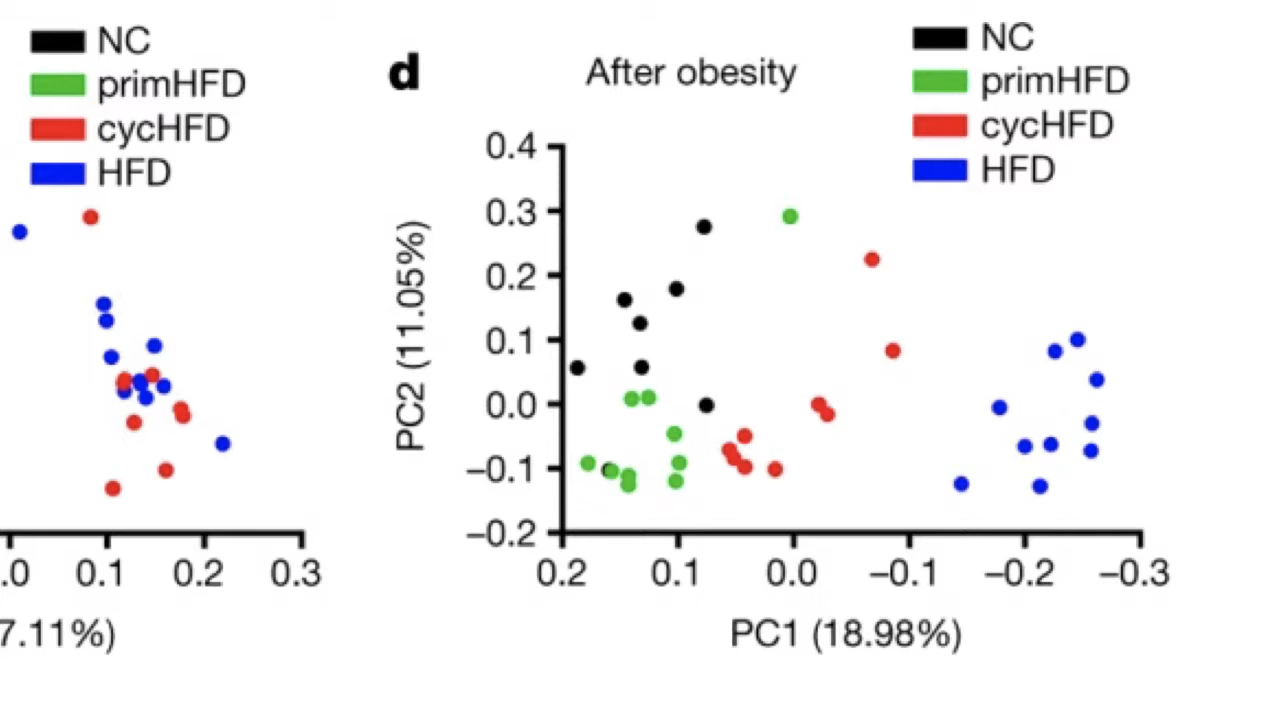 NC
primHFD
cycHFD
HFD
.0
0.1
0.2
0.3
7.11%)
d
After obesity
NC
primHFD
cycHFD
HFD
PC2 (11.05%)
0.4
0.3
0.2
0.1
0.0
–0.1
–0.2
0.2
0.1
0.0
–0.1
–0.2
–0.3
PC1 (18.98%)